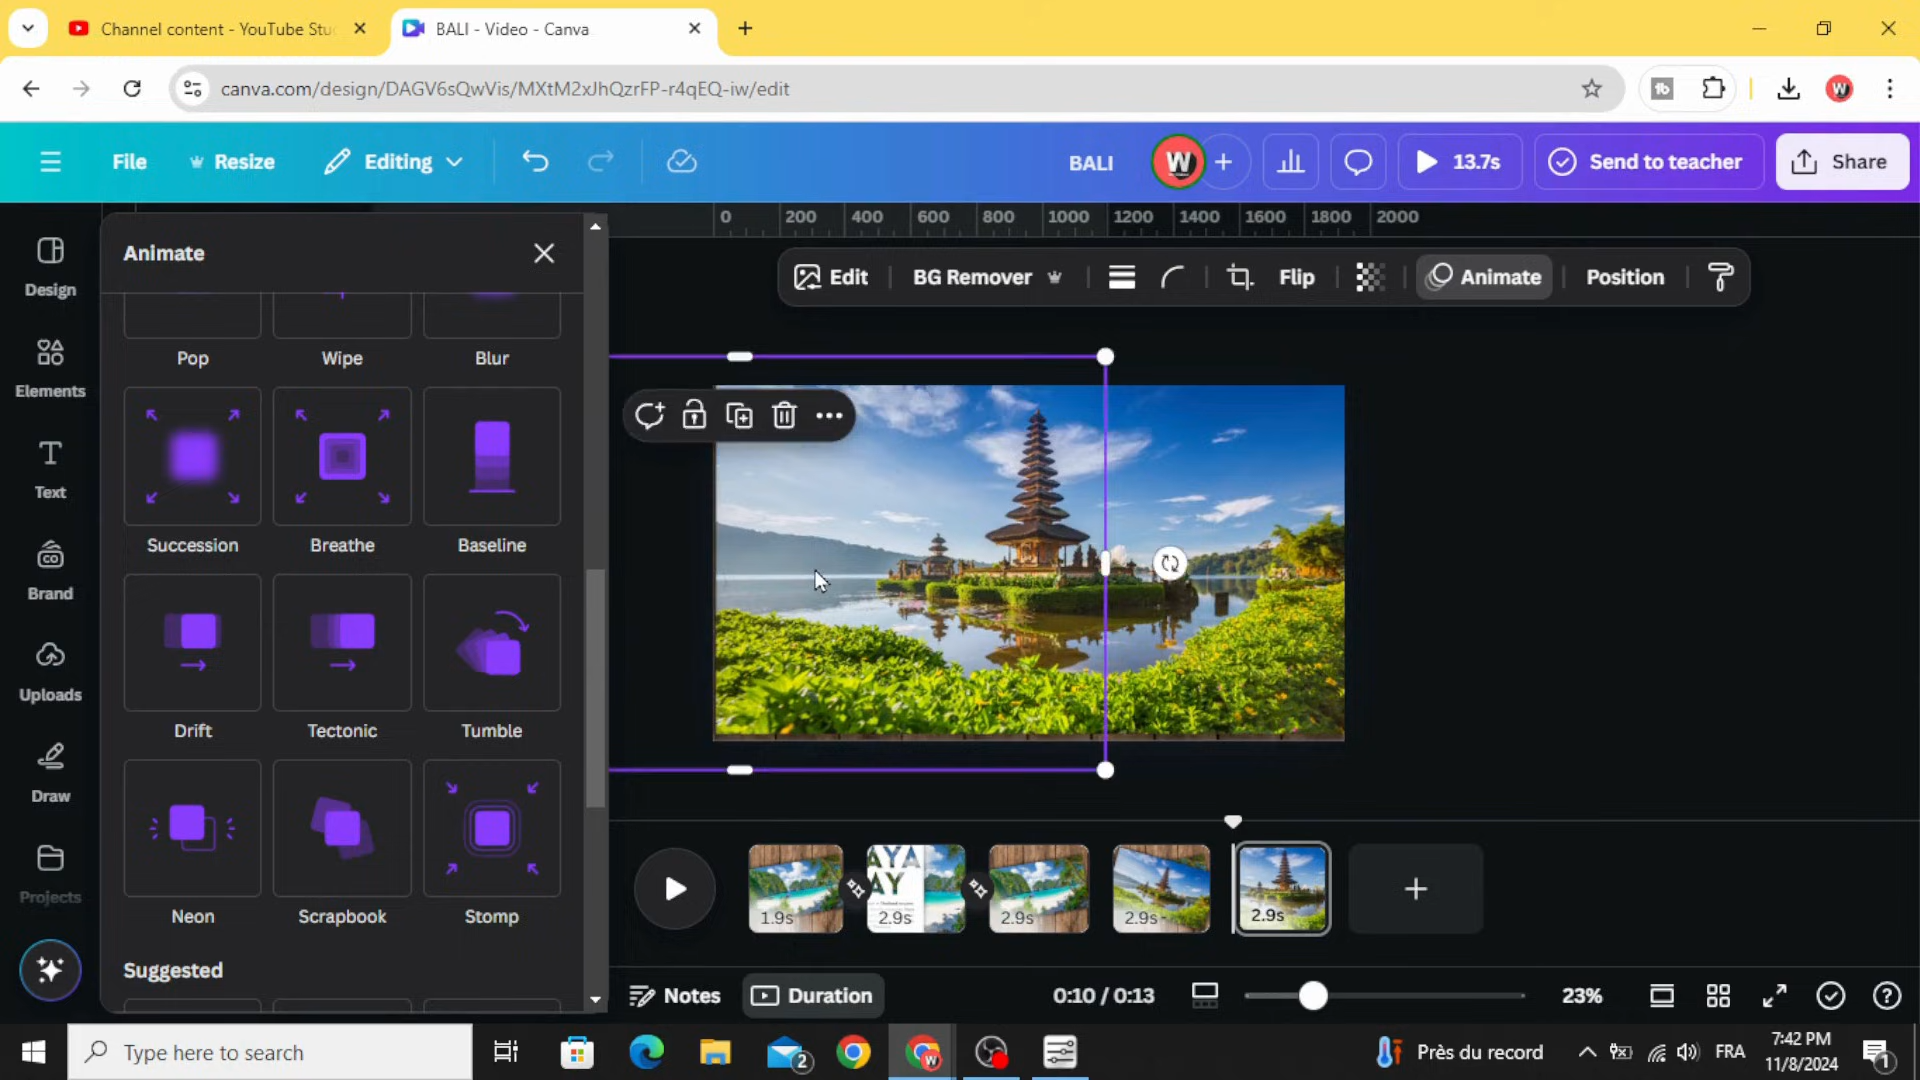 Channel content - YouTube Stu
BALI - Video - Canva
canva.com/design/DAGV6sQwVis/MXtM2xJhQzrFP-r4qEQ-iw/edit
File
Resize
Editing
BALI
W
13.7s
Send to teacher
Share
0 200 400 600 800 1000 1200 1400 1600 1800 2000
Design
Elements
Text
Brand
Uploads
Draw
Projects
Animate
Pop Wipe Blur
Succession Breathe Baseline
Drift Tectonic Tumble
Neon Scrapbook Stomp
Suggested
Edit
BG Remover
Flip
Animate
Position
1.9s
2.9s
2.9s
2.9s
2.9s
Notes
Duration
0:10 / 0:13
23%
Type here to search
2
Près du record
FRA
7:42 PM
11/8/2024
1